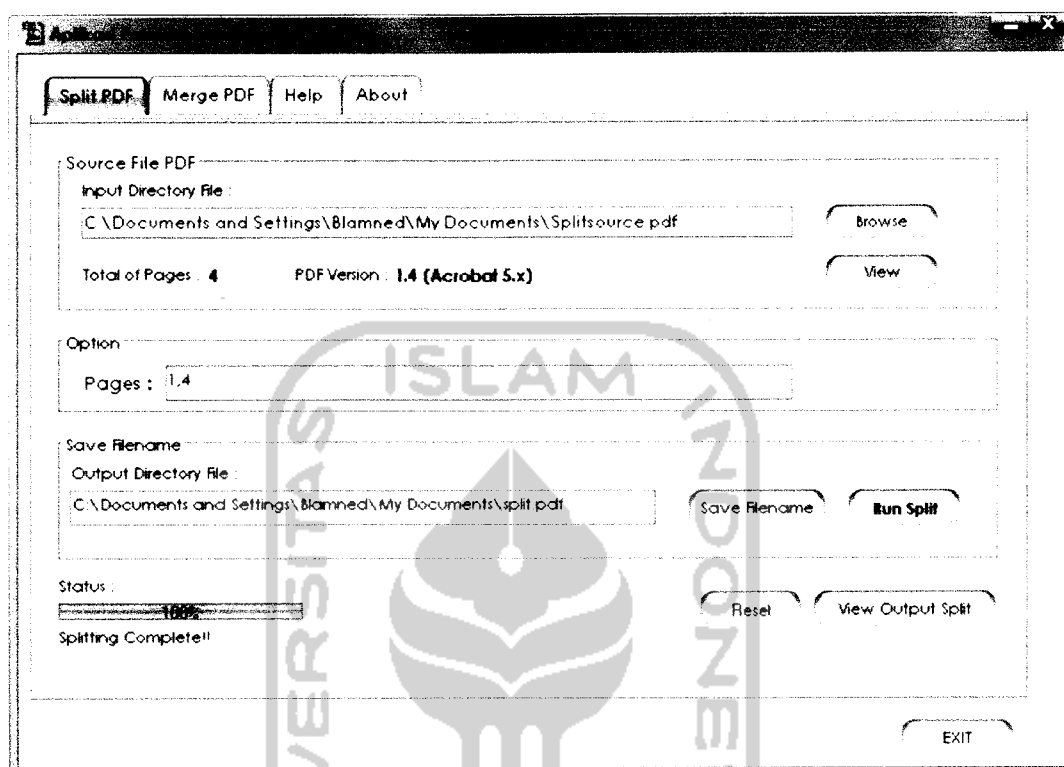 Aplikasi
Split PDF Merge PDF Help About
Source File PDF
Input Directory File :
C:\Documents and Settings\Blamned\My Documents\Splitsource.pdf Browse
Total of Pages : 4 PDF Version : 1.4 (Acrobat 5.x) View
Option
Pages : 1,4
Save Filename
Output Directory File :
C:\Documents and Settings\Blamned\My Documents\split.pdf Save Filename Run Split
Status :
100% Reset View Output Split
Splitting Complete!!
EXIT
VERSITAS ISLAM INDONE